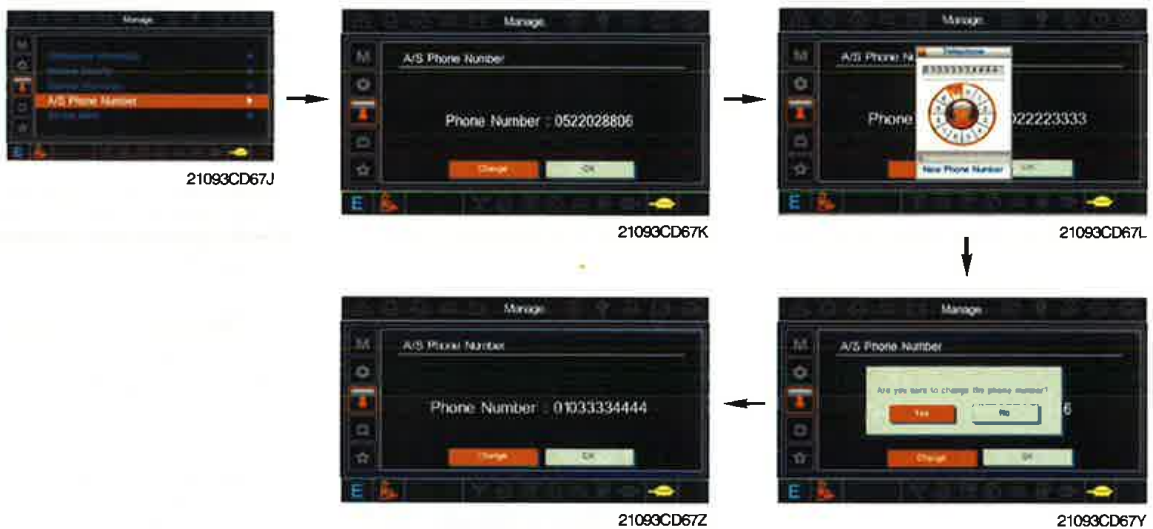 Manage
A/S Phone Number
21093CD67J
Manage
A/S Phone Number
Phone Number : 0522028806
Change
OK
E
21093CD67K
Manage
A/S Phone
Telephone
Phone
022223333
New Phone Number
E
21093CD67L
Manage
A/S Phone Number
Phone Number : 01033334444
Change
OK
E
21093CD67Z
Manage
A/S Phone Number
Are you sure to change the phone number?
Yes
No
6
Change
OK
E
21093CD67Y